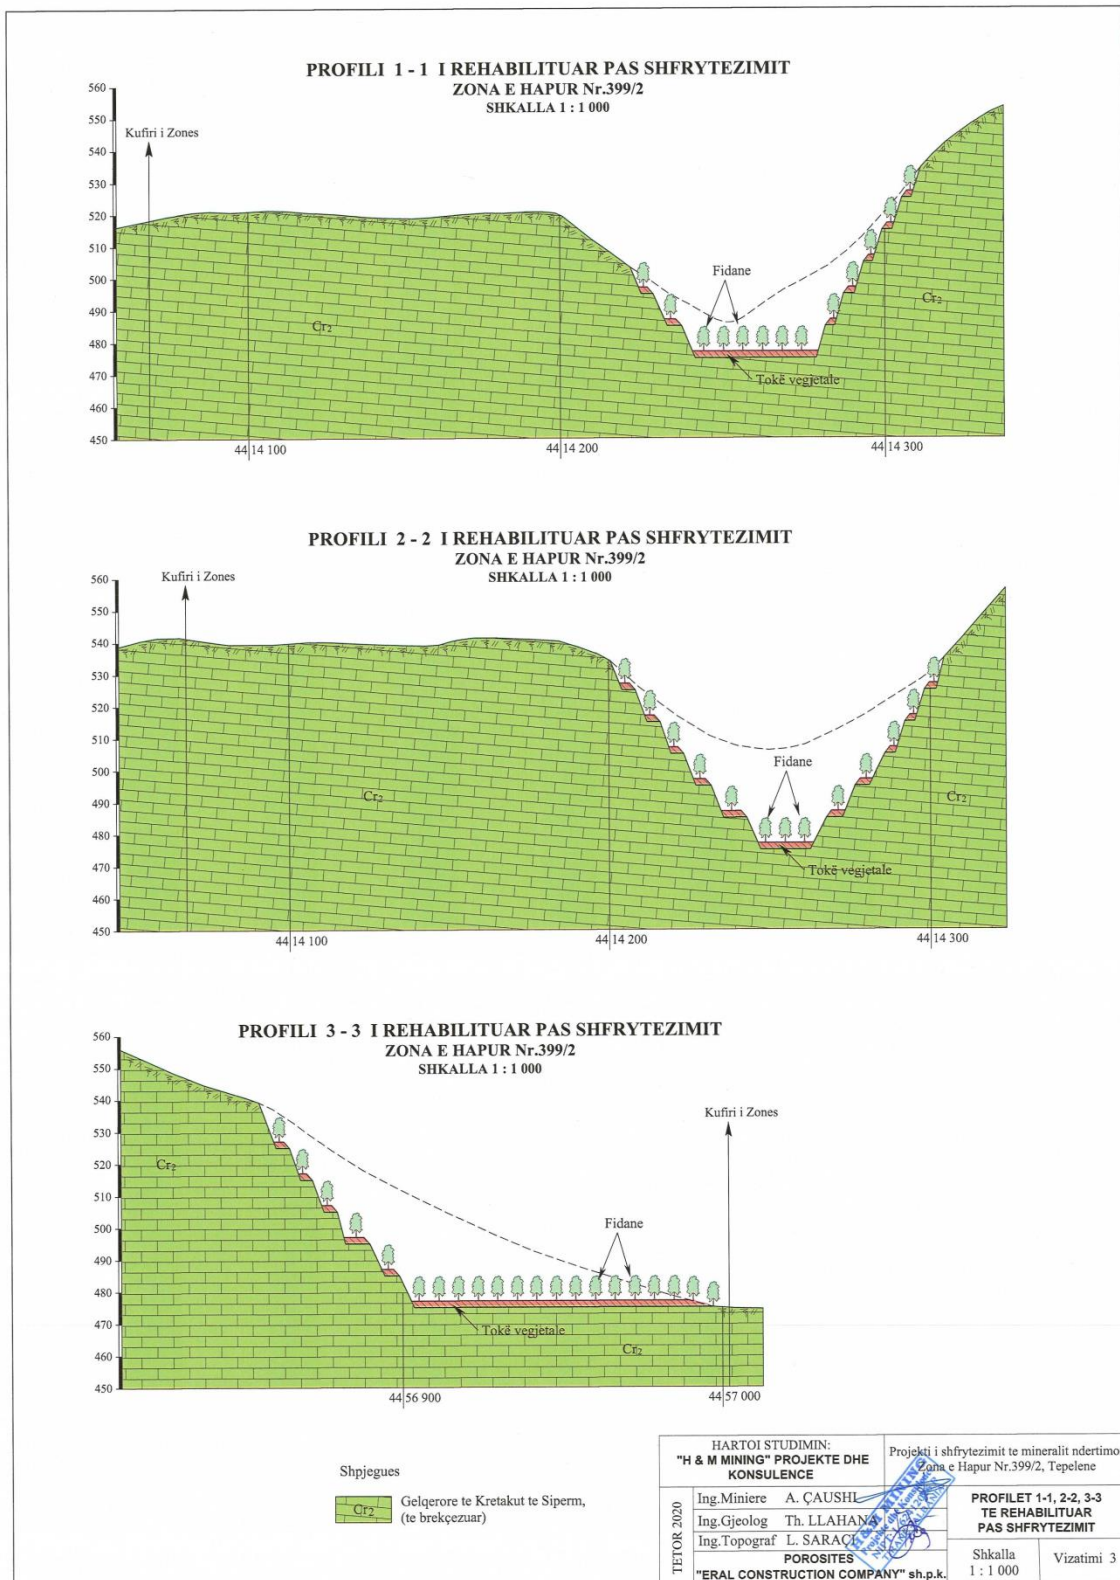 PROFILI 1 - 1 I REHABILITUAR PAS SHFRYTEZIMIT
ZONA E HAPUR Nr.399/2
SHKALLA 1 : 1 000
560
550
540
530
520
510
500
490
480
470
460
450
Kufiri i Zones
Fidane
Cr2
Cr2
Tokë vegjetale
44 14 100
44 14 200
44 14 300
PROFILI 2 - 2 I REHABILITUAR PAS SHFRYTEZIMIT
ZONA E HAPUR Nr.399/2
SHKALLA 1 : 1 000
560
550
540
530
520
510
500
490
480
470
460
450
Kufiri i Zones
Fidane
Cr2
Cr2
Tokë vegjetale
44 14 100
44 14 200
44 14 300
PROFILI 3 - 3 I REHABILITUAR PAS SHFRYTEZIMIT
ZONA E HAPUR Nr.399/2
SHKALLA 1 : 1 000
560
550
540
530
520
510
500
490
480
470
460
450
Kufiri i Zones
Cr2
Fidane
Tokë vegjetale
Cr2
44 56 900
44 57 000
Shpjegues
Cr2
Gelqerore te Kretakut te Siperm,
(te brekçezuar)
HARTOI STUDIMIN:
"H & M MINING" PROJEKTE DHE
KONSULENCE
Projekti i shfrytezimit te mineralit ndertimo
Zona e Hapur Nr.399/2, Tepelene
TETOR 2020
Ing.Miniere A. ÇAUSHI
Ing.Gjeolog Th. LLAHANA
Ing.Topograf L. SARAÇI
POROSITES
"ERAL CONSTRUCTION COMPANY" sh.p.k.
PROFILET 1-1, 2-2, 3-3
TE REHABILITUAR
PAS SHFRYTEZIMIT
Shkalla
1 : 1 000
Vizatimi 3
H&M MINING